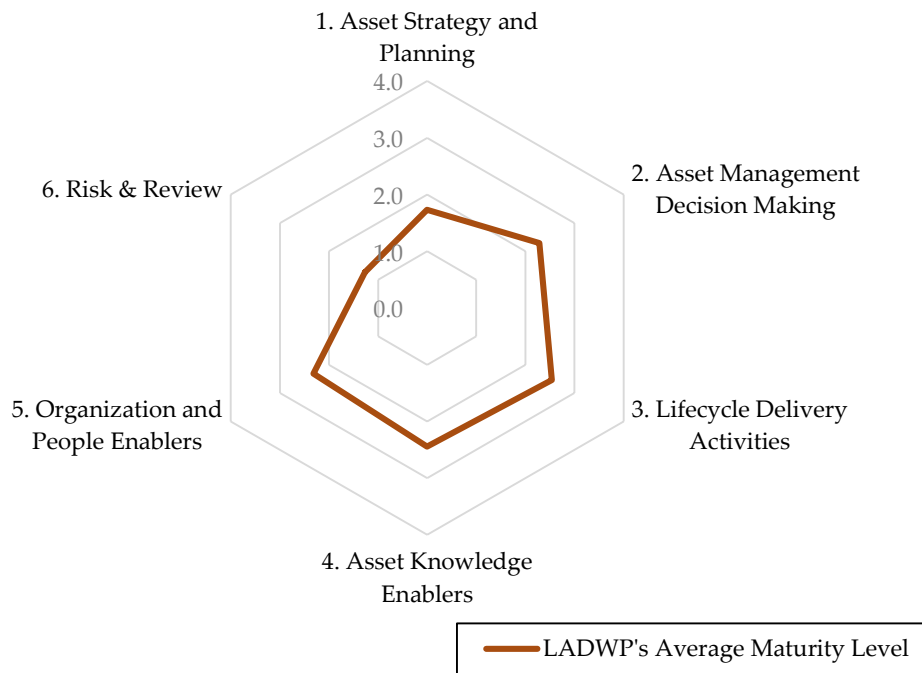 1. Asset Strategy and
Planning
4.0
3.0
2.0
1.0
0.0
2. Asset Management
Decision Making
3. Lifecycle Delivery
Activities
4. Asset Knowledge
Enablers
5. Organization and
People Enablers
6. Risk & Review
LADWP's Average Maturity Level